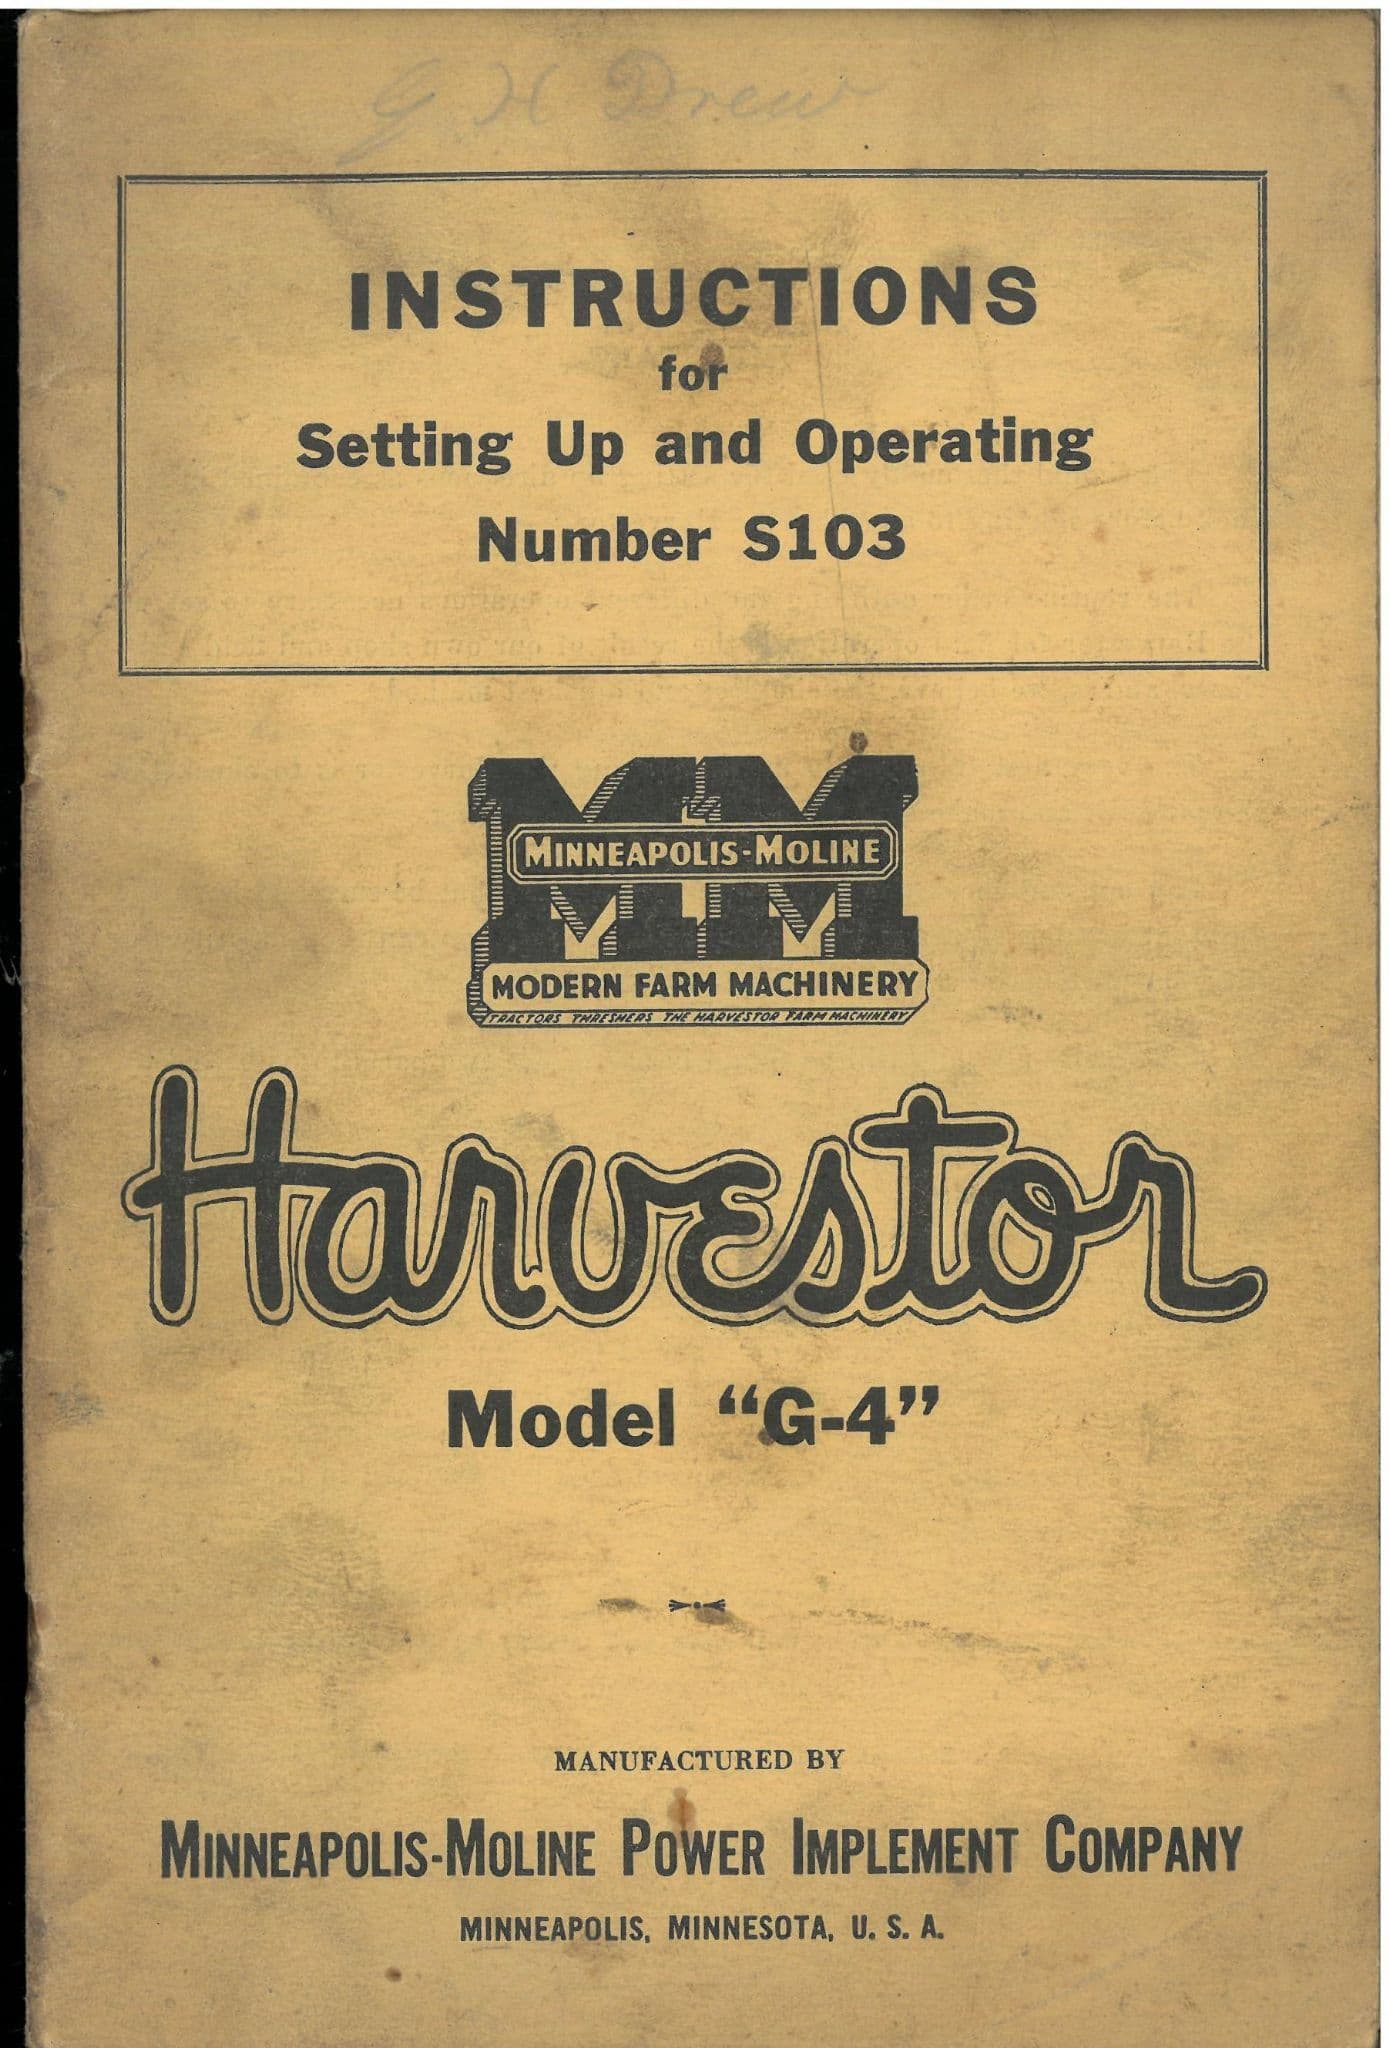 G H Drew
INSTRUCTIONS
for
Setting Up and Operating
Number S103
MM
MINNEAPOLIS-MOLINE
MODERN FARM MACHINERY
TRACTORS THRESHERS THE HARVESTOR FARM MACHINERY
Harvestor
Model “G-4”
MANUFACTURED BY
MINNEAPOLIS-MOLINE POWER IMPLEMENT COMPANY
MINNEAPOLIS, MINNESOTA, U. S. A.